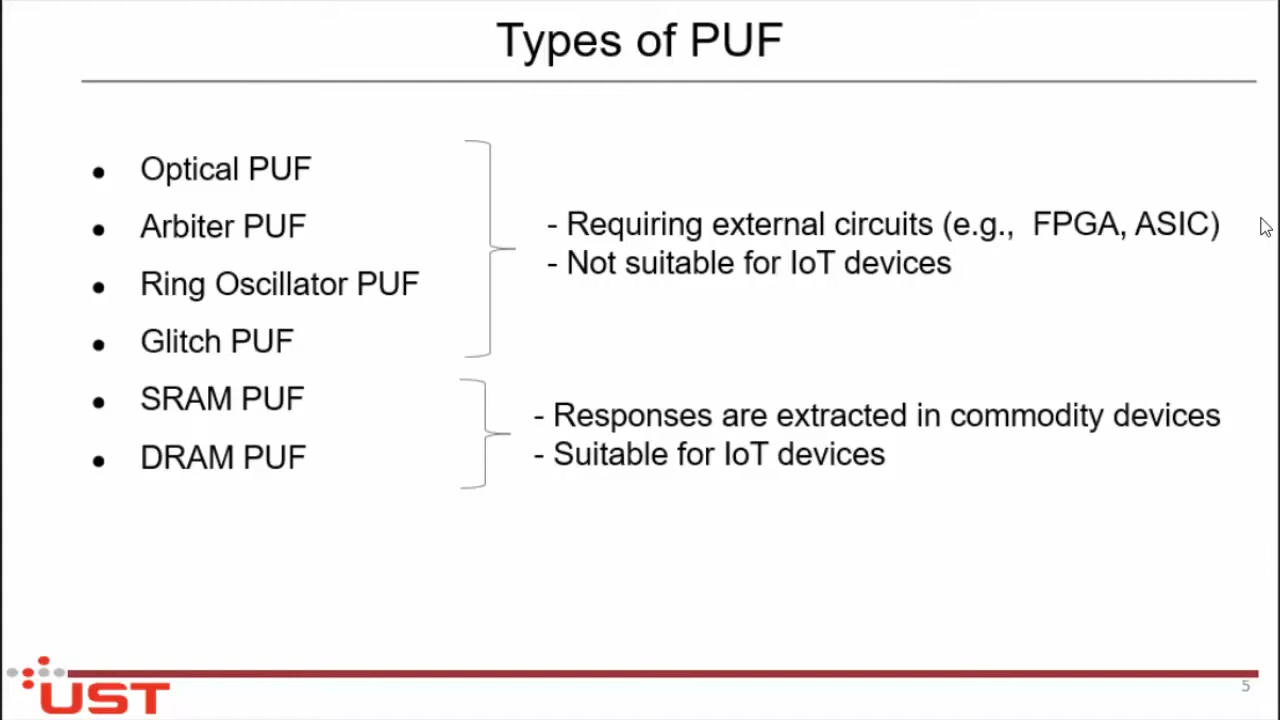 Types of PUF
• Optical PUF
• Arbiter PUF
• Ring Oscillator PUF
• Glitch PUF
- Requiring external circuits (e.g., FPGA, ASIC)
- Not suitable for IoT devices
• SRAM PUF
• DRAM PUF
- Responses are extracted in commodity devices
- Suitable for IoT devices
UST
5